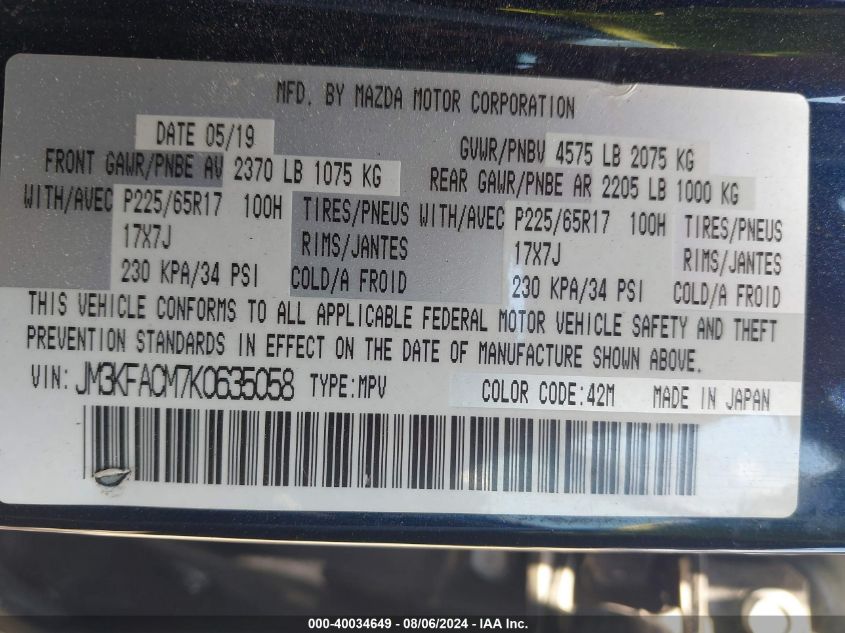 MFD. BY MAZDA MOTOR CORPORATION
DATE 05/19
GVWR/PNBV 4575 LB 2075 KG
FRONT GAWR/PNBE AV 2370 LB 1075 KG
REAR GAWR/PNBE AR 2205 LB 1000 KG
WITH/AVEC P225/65R17 100H TIRES/PNEUS WITH/AVEC P225/65R17 100H TIRES/PNEUS
17X7J RIMS/JANTES 17X7J RIMS/JANTES
230 KPA/34 PSI COLD/A FROID 230 KPA/34 PSI COLD/A FROID
THIS VEHICLE CONFORMS TO ALL APPLICABLE FEDERAL MOTOR VEHICLE SAFETY AND THEFT
PREVENTION STANDARDS IN EFFECT ON THE DATE OF MANUFACTURE SHOWN ABOVE.
VIN: JM3KFACM7K0635058 TYPE:MPV COLOR CODE:42M MADE IN JAPAN
000-40034649 - 08/06/2024 - IAA Inc.